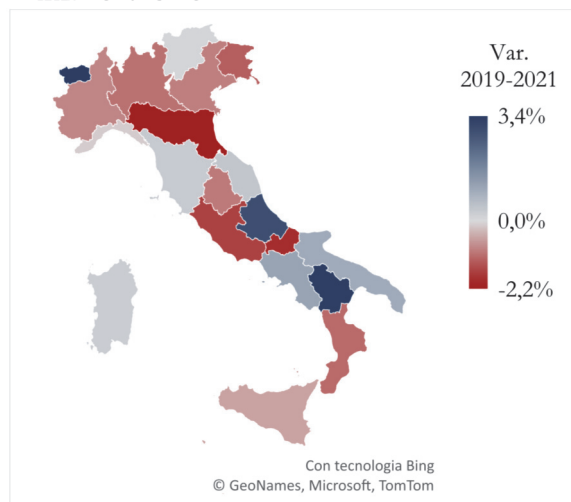 Var.
2019-2021
3,4%
0,0%
-2,2%
Con tecnologia Bing
© GeoNames, Microsoft, TomTom